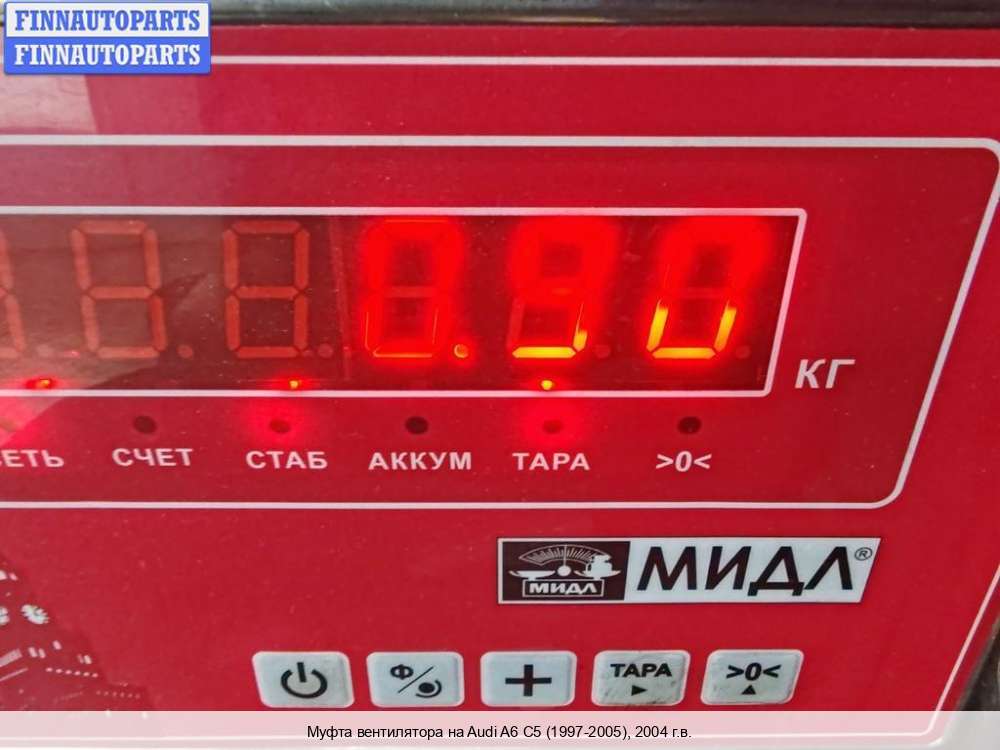 FINNAUTOPARTS
FINNAUTOPARTS
КГ
СЧЕТ СТАБ АККУМ ТАРА >0<
МИДЛ МИДЛ®
Ф ТАРА >0<
Муфта вентилятора на Audi A6 C5 (1997-2005), 2004 г.в.